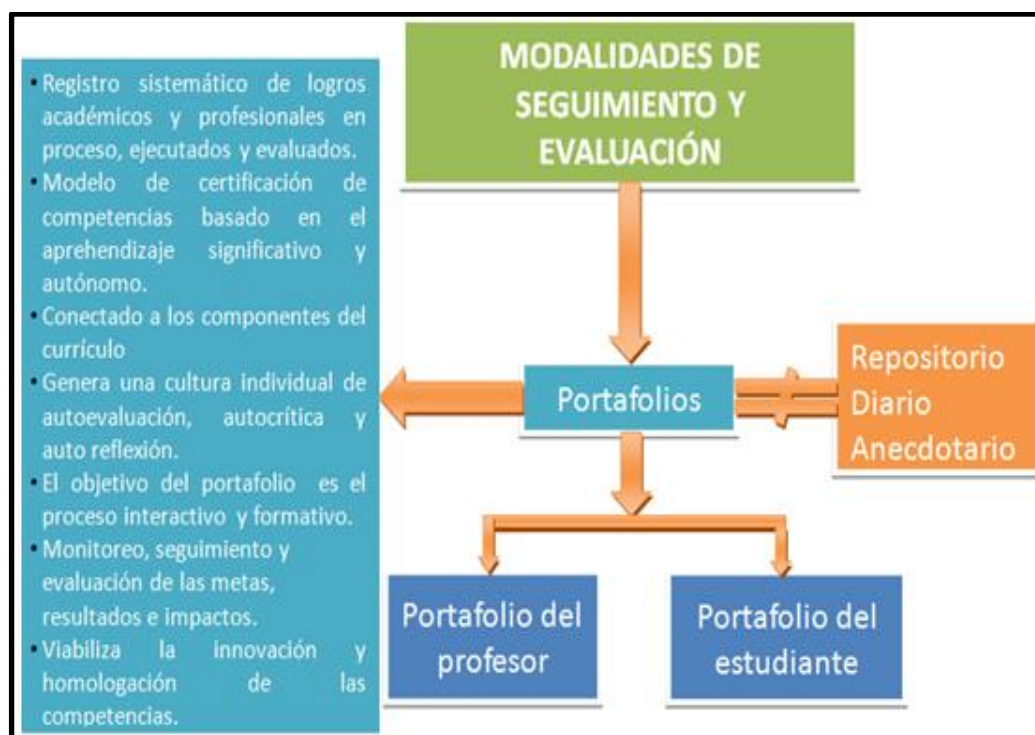 MODALIDADES DE
SEGUIMIENTO Y
EVALUACIÓN
• Registro sistemático de logros
académicos y profesionales en
proceso, ejecutados y evaluados.
• Modelo de certificación de
competencias basado en el
aprehendizaje significativo y
autónomo.
• Conectado a los componentes del
currículo
• Genera una cultura individual de
autoevaluación, autocrítica y
auto reflexión.
• El objetivo del portafolio es el
proceso interactivo y formativo.
• Monitoreo, seguimiento y
evaluación de las metas,
resultados e impactos.
• Viabiliza la innovación y
homologación de las
competencias.
Portafolios
Repositorio
Diario
Anecdotario
Portafolio del
profesor
Portafolio del
estudiante